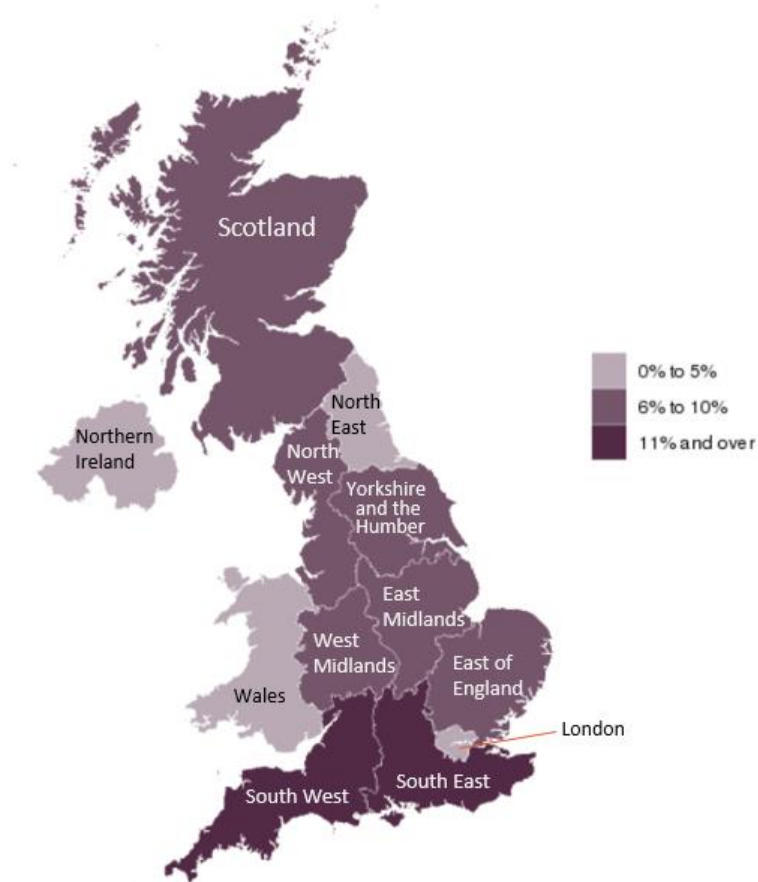 Scotland
0% to 5%
6% to 10%
11% and over
North
East
Northern
Ireland
North
West
Yorkshire
and the
Humber
East
Midlands
West
Midlands
East of
England
Wales
London
South East
South West